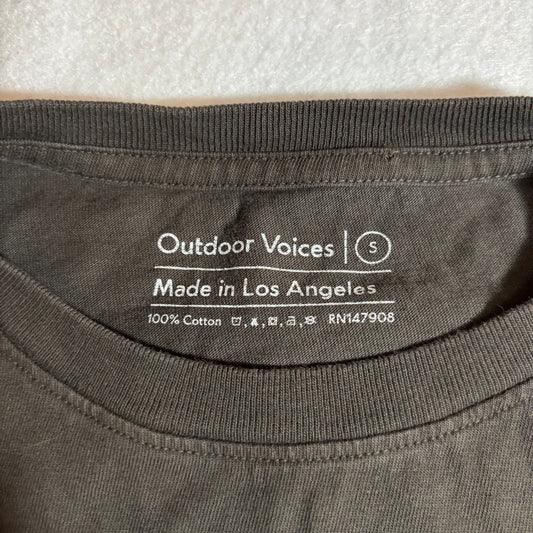 Outdoor Voices | S
Made in Los Angeles
100% Cotton , , , , RN147908